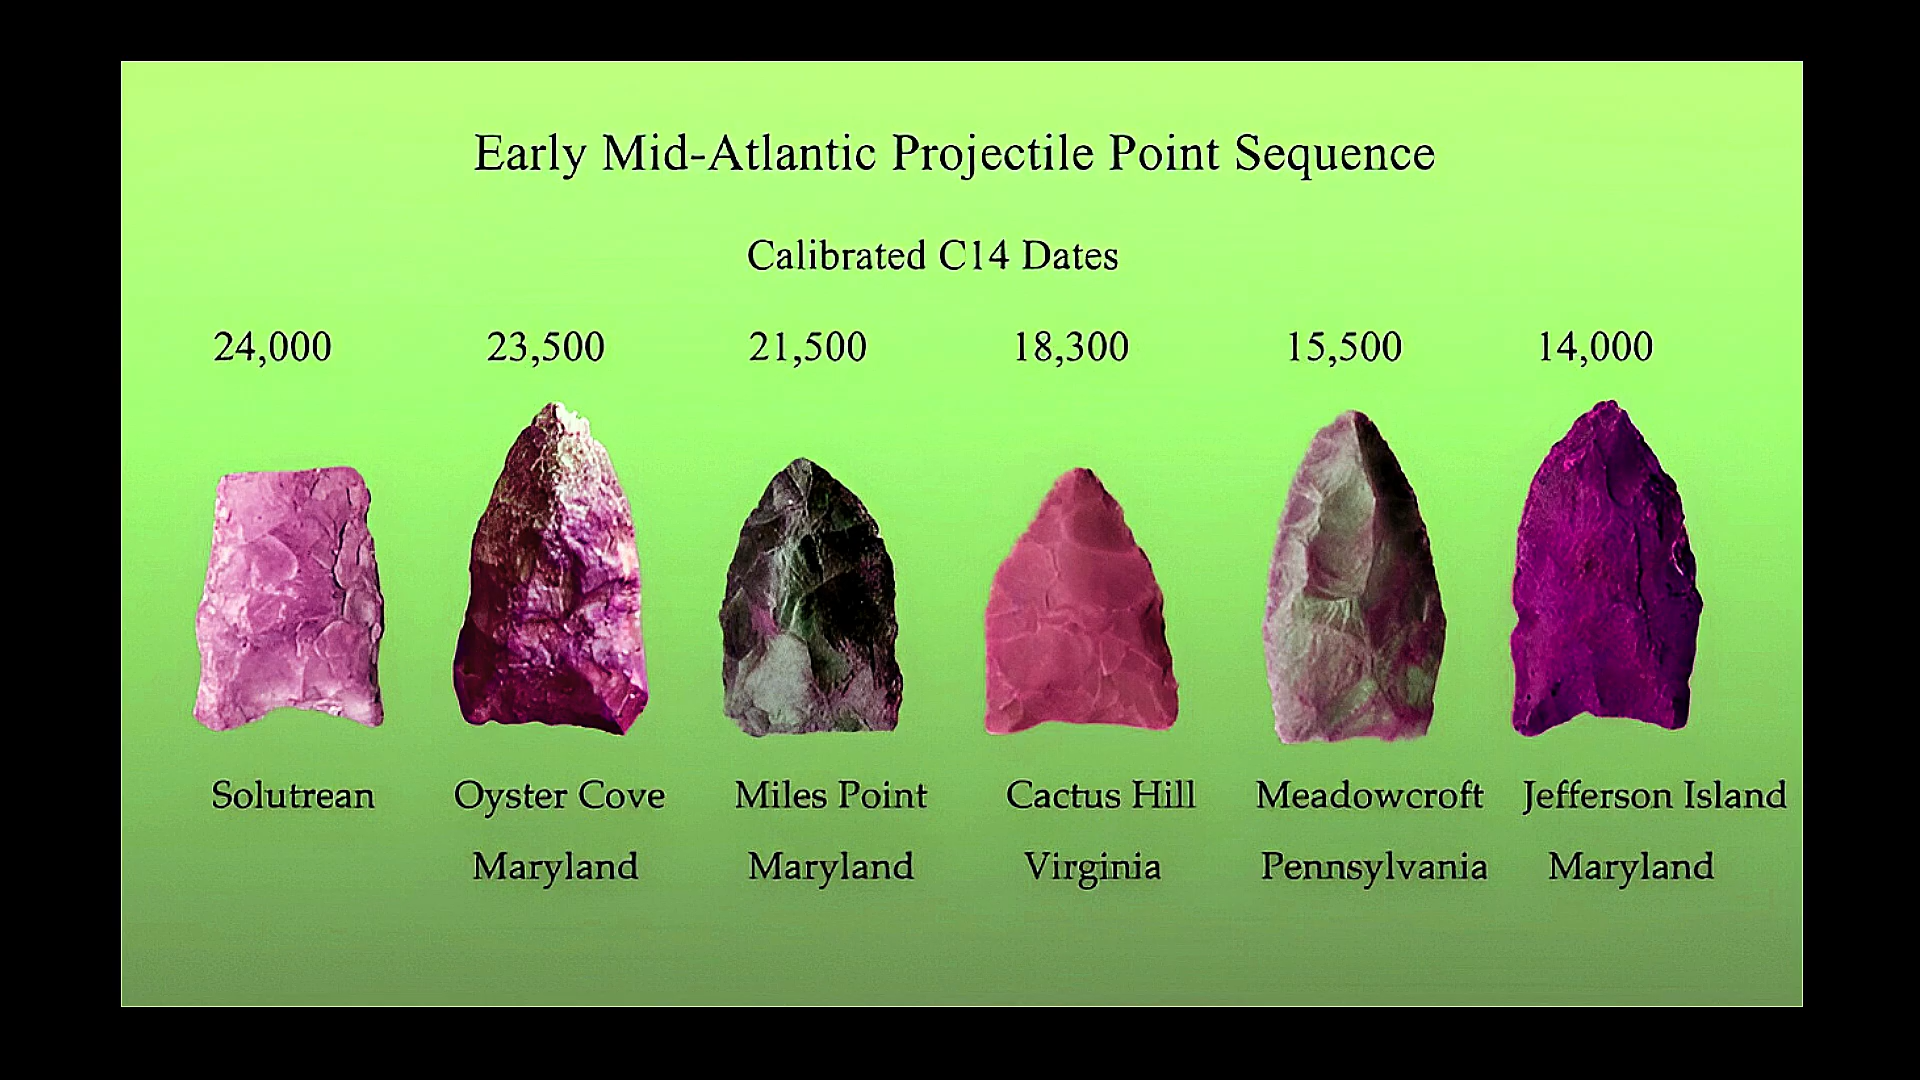 Early Mid-Atlantic Projectile Point Sequence
Calibrated C14 Dates
24,000 23,500 21,500 18,300 15,500 14,000
Solutrean Oyster Cove Miles Point Cactus Hill Meadowcroft Jefferson Island
Maryland Maryland Virginia Pennsylvania Maryland